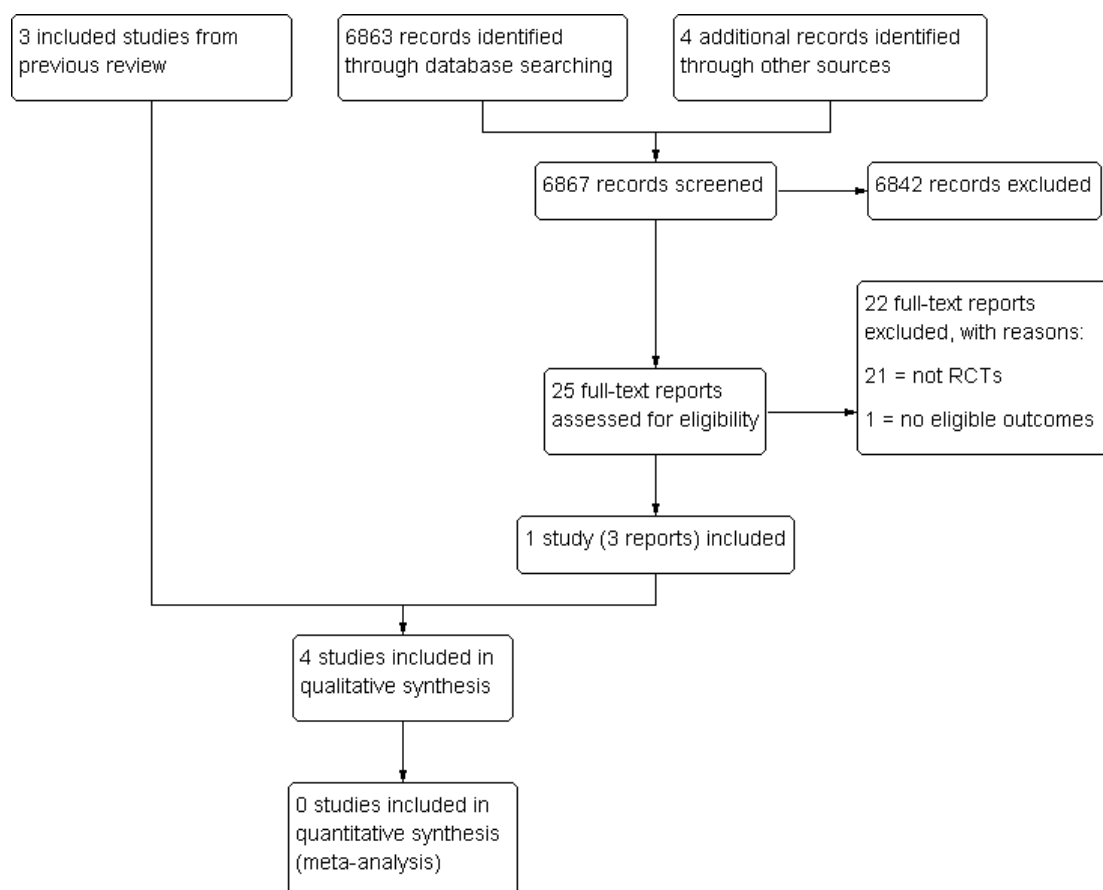 3 included studies from
previous review
6863 records identified
through database searching
4 additional records identified
through other sources
6867 records screened
6842 records excluded
22 full-text reports
excluded, with reasons:
21 = not RCTs
1 = no eligible outcomes
25 full-text reports
assessed for eligibility
1 study (3 reports) included
4 studies included in
qualitative synthesis
0 studies included in
quantitative synthesis
(meta-analysis)